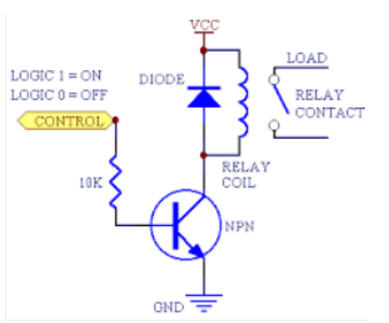 VCC
LOAD
LOGIC 1 = ON
LOGIC 0 = OFF
DIODE
RELAY
CONTACT
CONTROL
RELAY
COIL
10K
NPN
GND